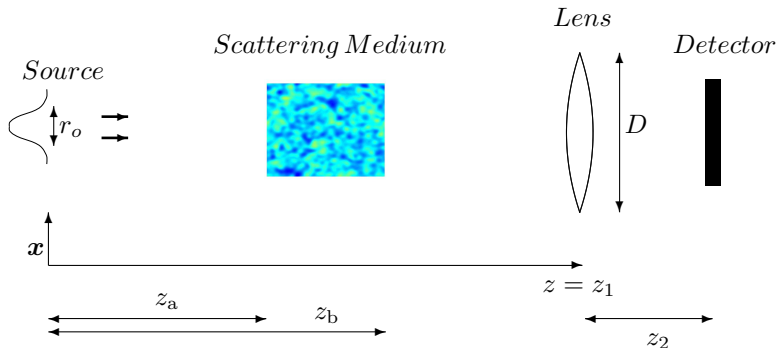 Lens
Scattering Medium
Detector
Source
r_o
D
x
z = z_1
z_a
z_b
z_2